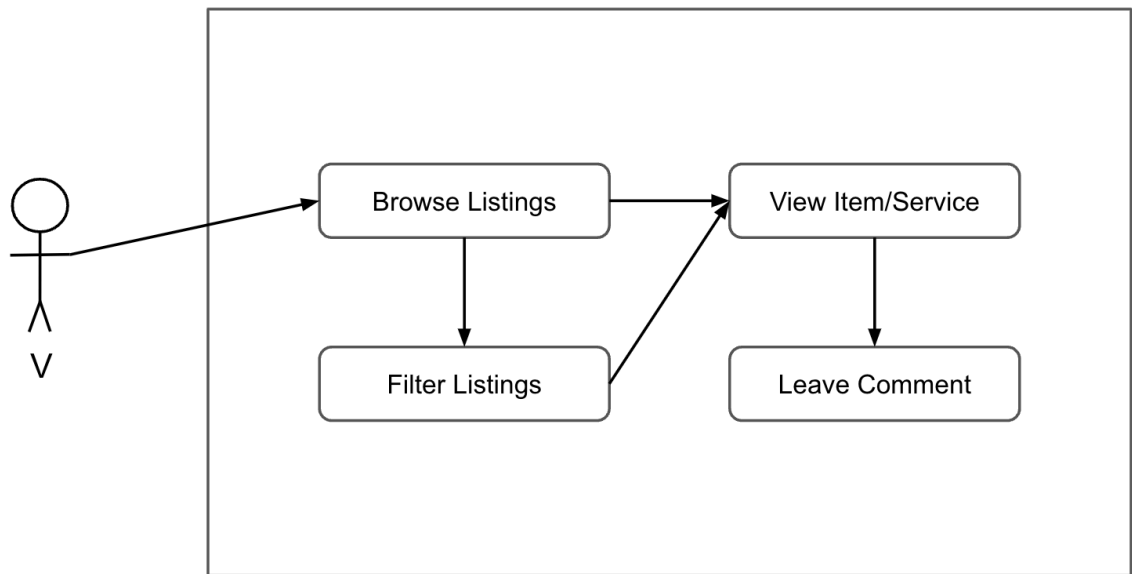 Browse Listings
View Item/Service
Filter Listings
Leave Comment
V